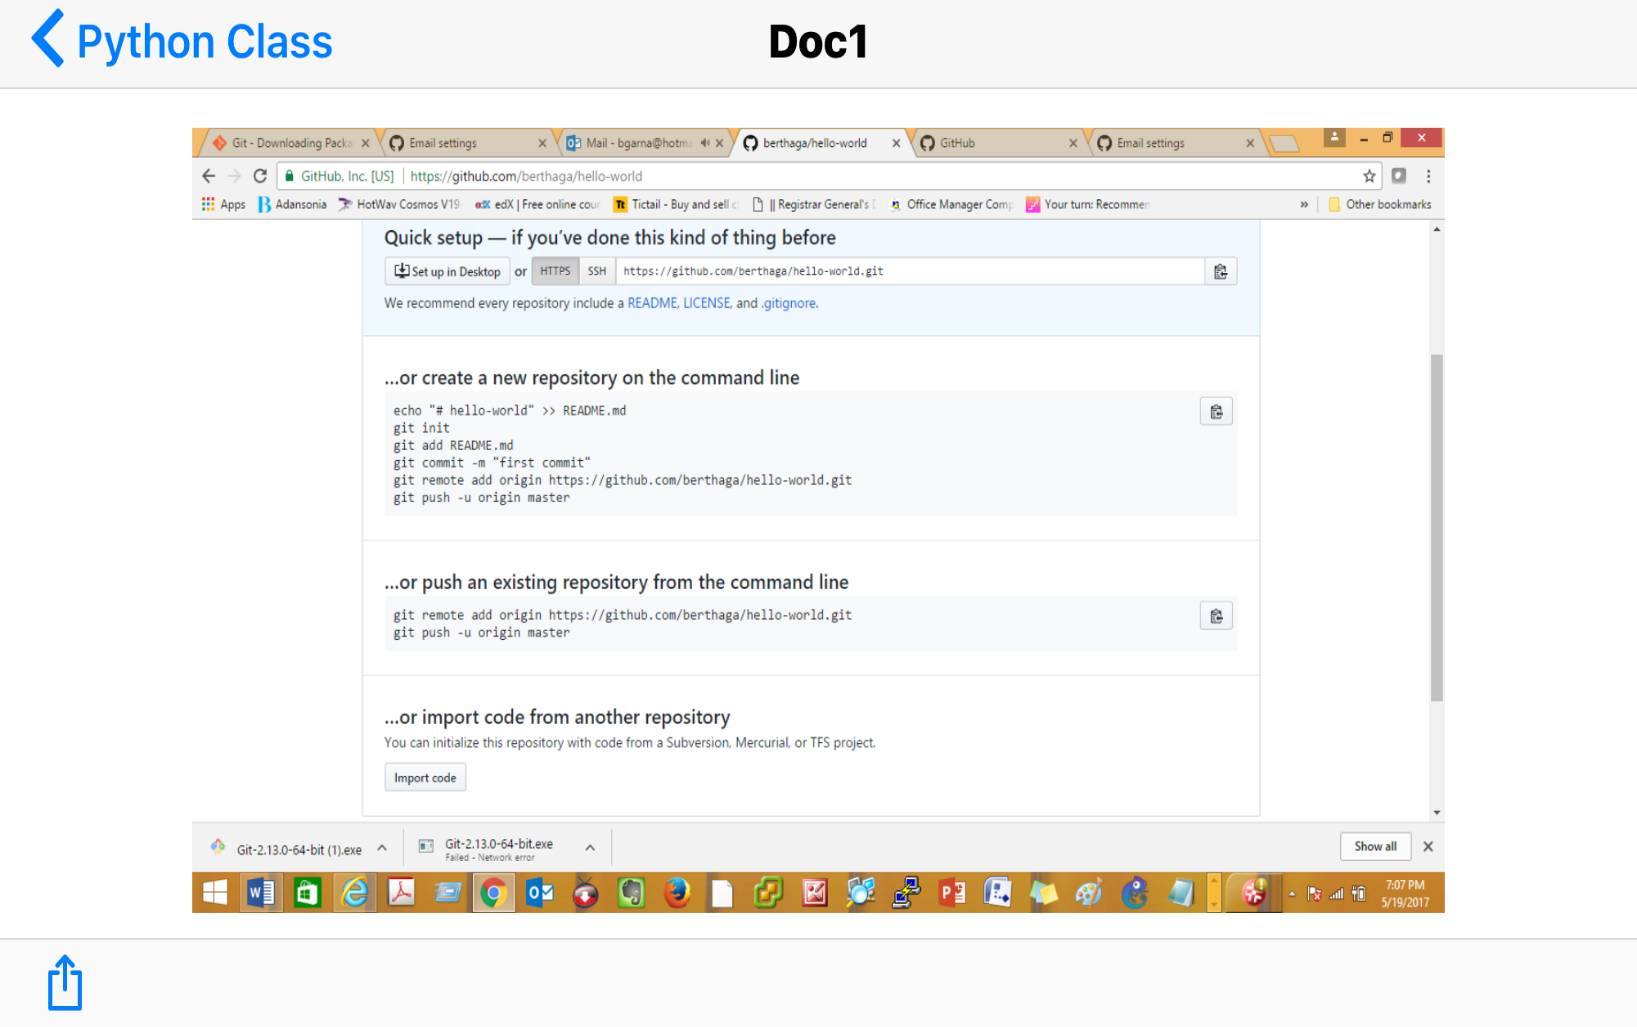 Python Class
Doc1
Git - Downloading Packa
Email settings
Mail - bgarna@hotma
berthaga/hello-world
GitHub
Email settings
GitHub, Inc. [US] https://github.com/berthaga/hello-world
Apps
Adansonia
HotWav Cosmos V19-
edX | Free online cour
Tictail - Buy and sell c
|| Registrar General's
Office Manager Comp
Your turn: Recommen
»
Other bookmarks
Quick setup — if you've done this kind of thing before
Set up in Desktop or HTTPS SSH https://github.com/berthaga/hello-world.git
We recommend every repository include a README, LICENSE, and .gitignore.
...or create a new repository on the command line
echo "# hello-world" >> README.md
git init
git add README.md
git commit -m "first commit"
git remote add origin https://github.com/berthaga/hello-world.git
git push -u origin master
...or push an existing repository from the command line
git remote add origin https://github.com/berthaga/hello-world.git
git push -u origin master
...or import code from another repository
You can initialize this repository with code from a Subversion, Mercurial, or TFS project.
Import code
Git-2.13.0-64-bit (1).exe
Git-2.13.0-64-bit.exe
Failed - Network error
Show all
7:07 PM
5/19/2017